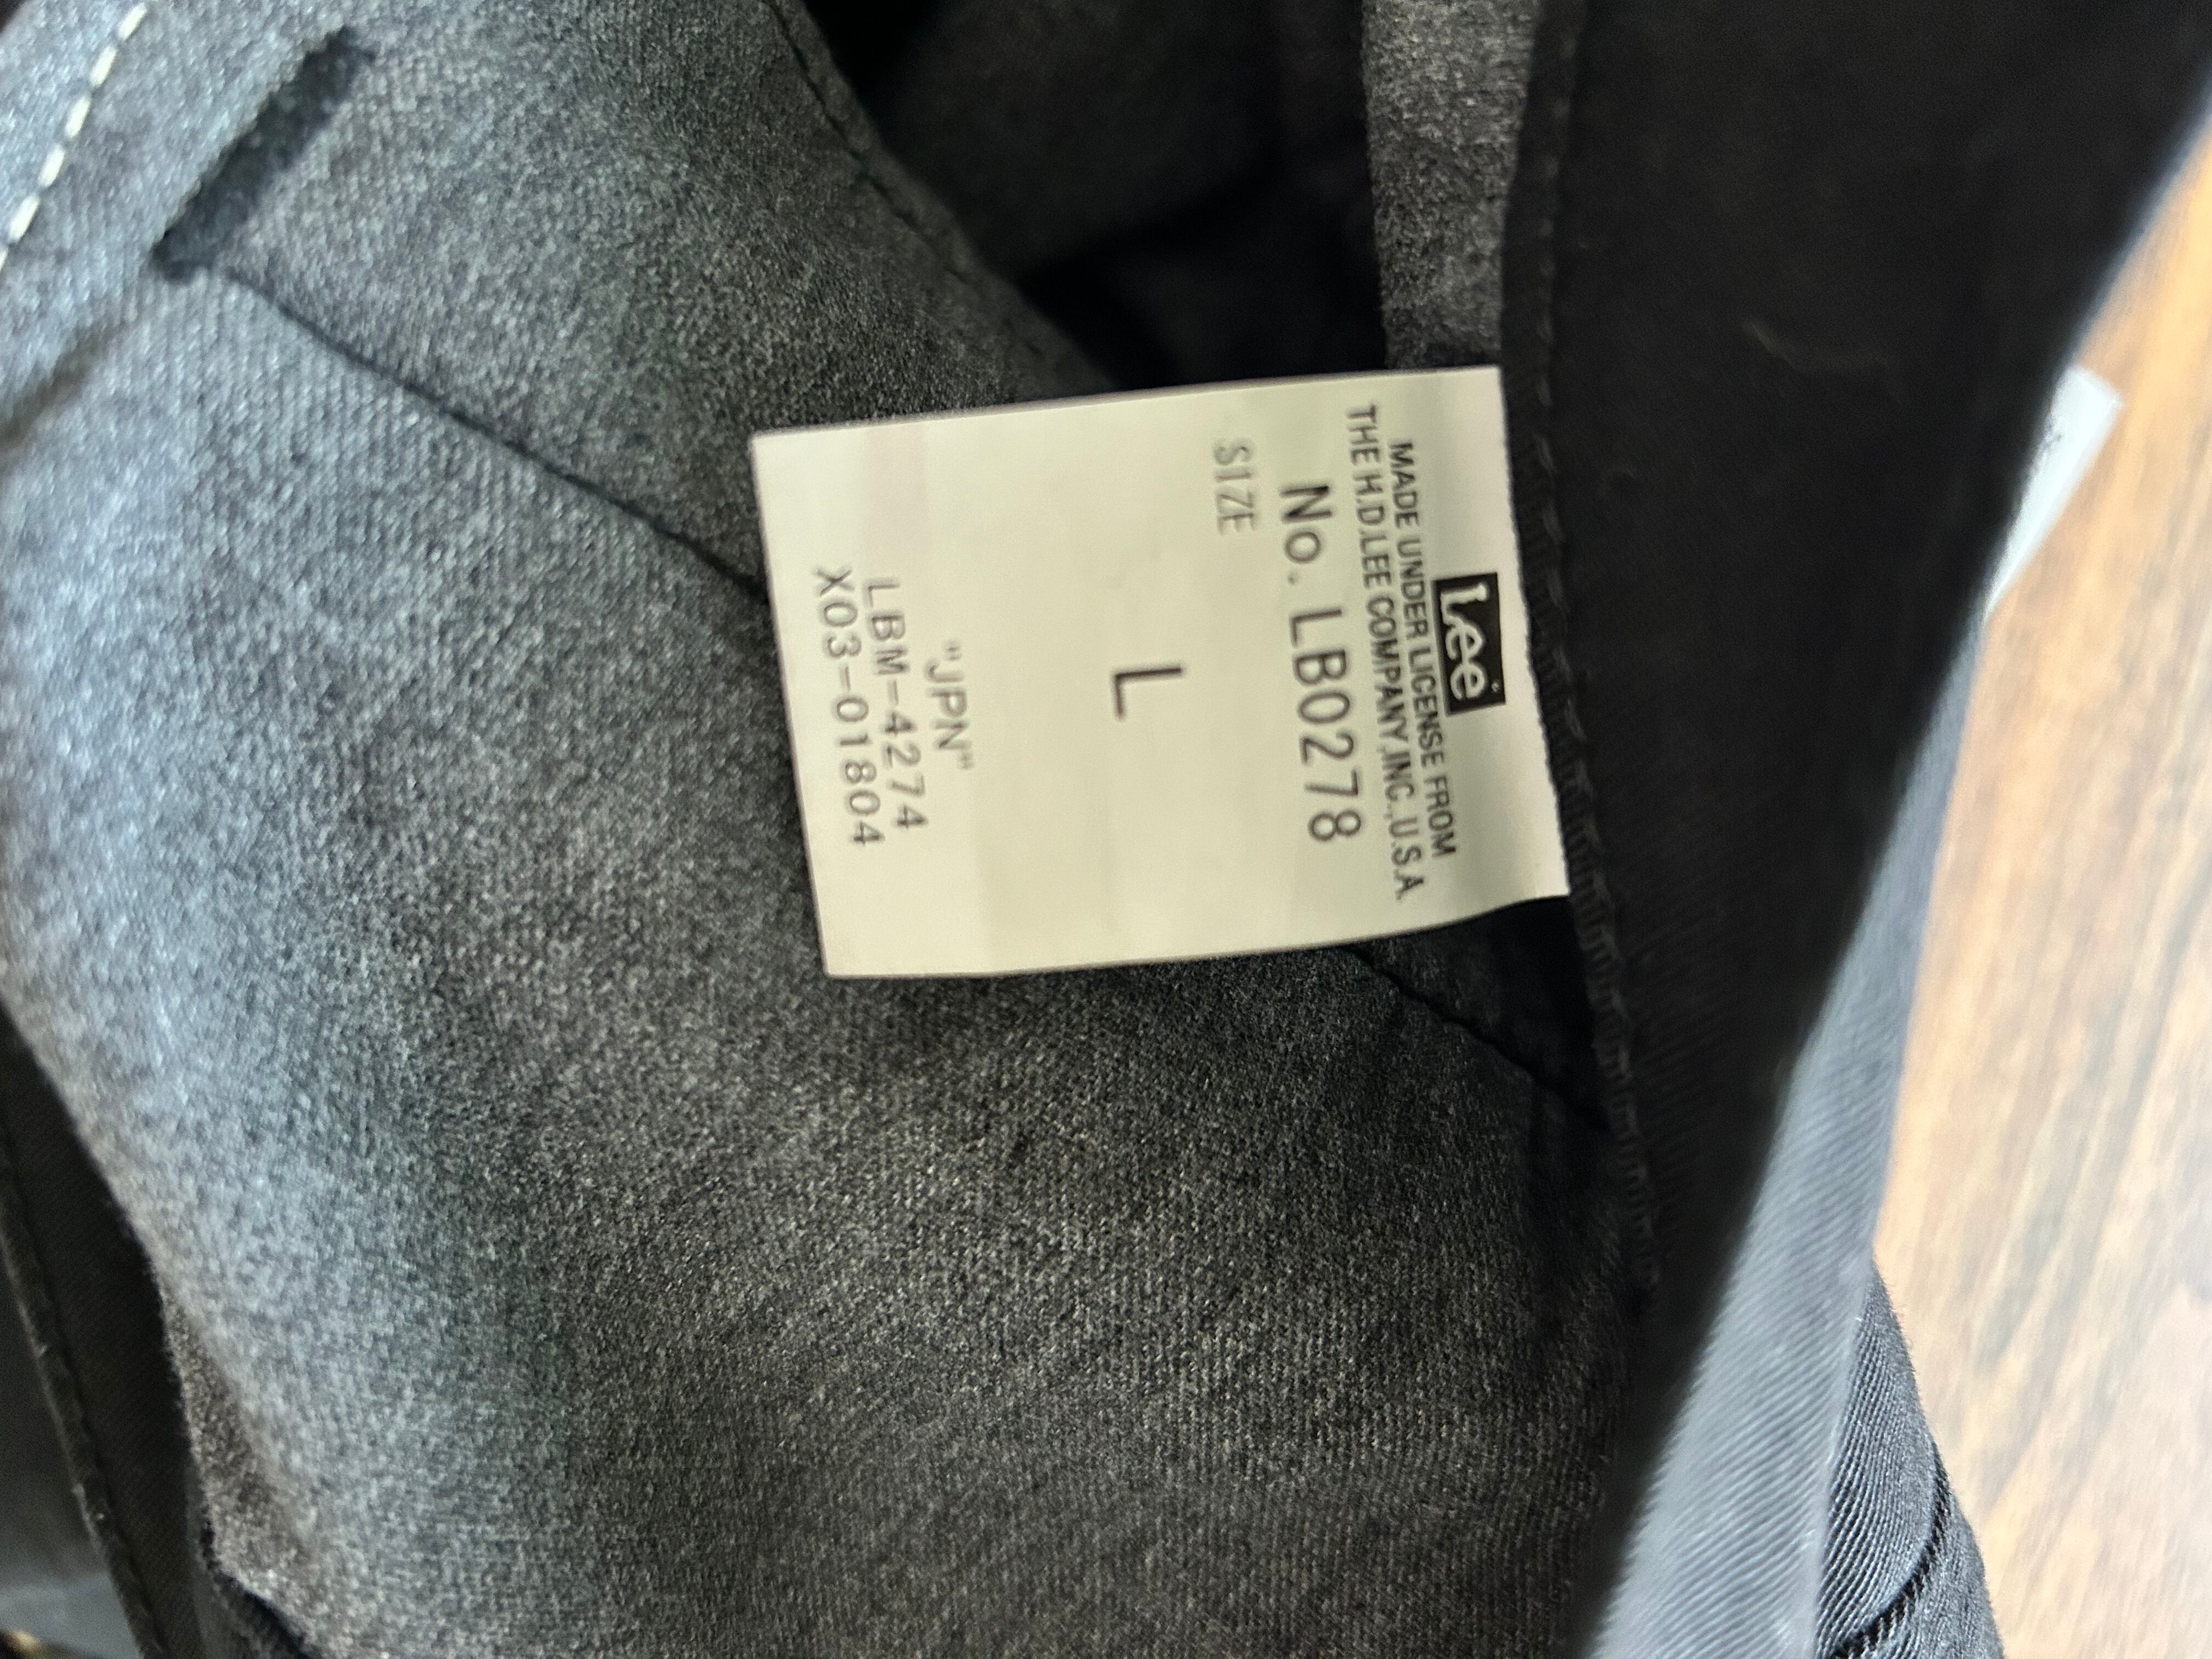 Lee
MADE UNDER LICENSE FROM
THE H.D.LEE COMPANY,INC.,U.S.A.
No. LB0278
SIZE
L
"JPN"
LBM-4274
X03-01804